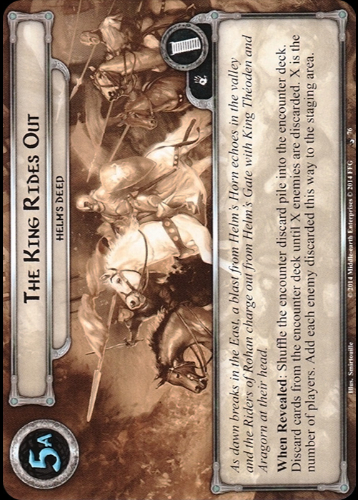 5A
The King Rides Out
Helm's Deep
As dawn breaks in the East, a blast from Helm's Horn echoes in the valley
and the Riders of Rohan charge out from Helm's Gate with King Théoden and
Aragorn at their head.
When Revealed: Shuffle the encounter discard pile into the encounter deck.
Discard cards from the encounter deck until X enemies are discarded. X is the
number of players. Add each enemy discarded this way to the staging area.
Illus. Smirtouille
©2014 Middle-earth Enterprises © 2014 FFG
76